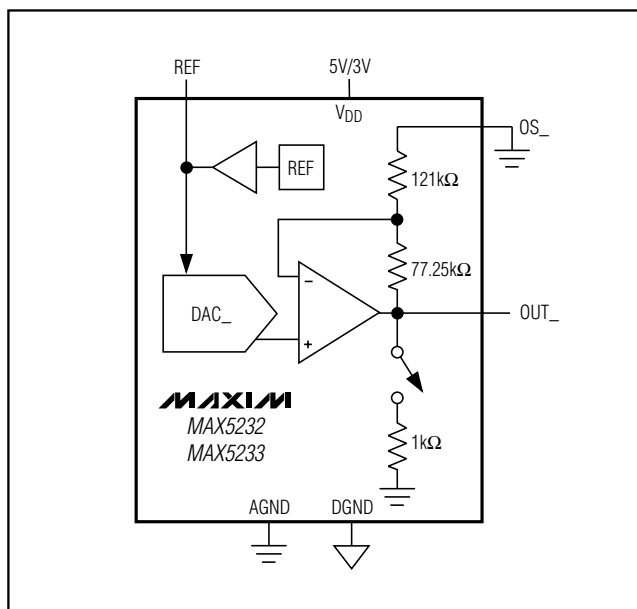 REF
5V/3V
VDD
OS_
REF
121kΩ
77.25kΩ
−
DAC_
OUT_
+
MAXIM
MAX5232
MAX5233
1kΩ
AGND
DGND